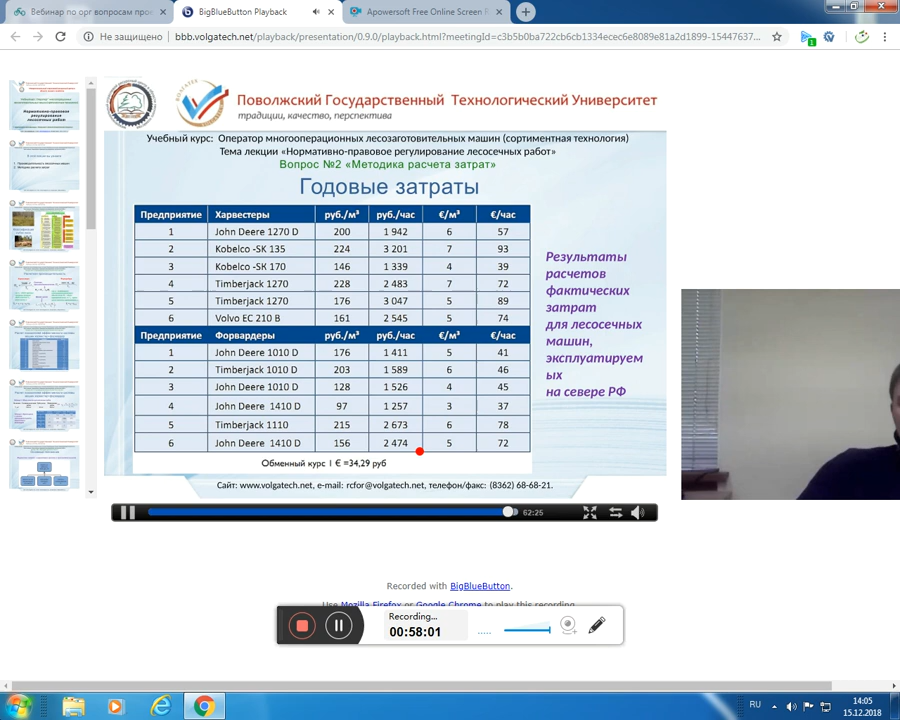 Вебинар по орг вопросам прое
BigBlueButton Playback
Apowersoft Free Online Screen R
Не защищено
bbb.volgatech.net/playback/presentation/0.9.0/playback.html?meetingId=c3b5b0ba722cb6cb1334ecec6e8089e81a2d1899-15447637...
Поволжский Государственный Технологический Университет
традиции, качество, перспектива
Учебный курс: Оператор многооперационных лесозаготовительных машин (сортиментная технология)
Тема лекции «Нормативно-правовое регулирование лесосечных работ»
Вопрос №2 «Методика расчета затрат»
Годовые затраты
Предприятие Харвестеры руб./м³ руб./час €/м³ €/час
1 John Deere 1270 D 200 1 942 6 57
2 Kobelco -SK 135 224 3 201 7 93
3 Kobelco -SK 170 146 1 339 4 39
4 Timberjack 1270 228 2 483 7 72
5 Timberjack 1270 176 3 047 5 89
6 Volvo EC 210 B 161 2 545 5 74
Предприятие Форвардеры руб./м³ руб./час €/м³ €/час
1 John Deere 1010 D 176 1 411 5 41
2 Timberjack 1010 D 203 1 589 6 46
3 John Deere 1010 D 128 1 526 4 45
4 John Deere 1410 D 97 1 257 3 37
5 Timberjack 1110 215 2 673 6 78
6 John Deere 1410 D 156 2 474 5 72
Обменный курс 1 € =34,29 руб
Результаты
расчетов
фактических
затрат
для лесосечных
машин,
эксплуатируем
ых
на севере РФ
Сайт: www.volgatech.net, e-mail: rcfor@volgatech.net, телефон/факс: (8362) 68-68-21.
62:25
Recorded with BigBlueButton.
Use Mozilla Firefox or Google Chrome to play this recording.
Recording...
00:58:01
RU
14:05
15.12.2018